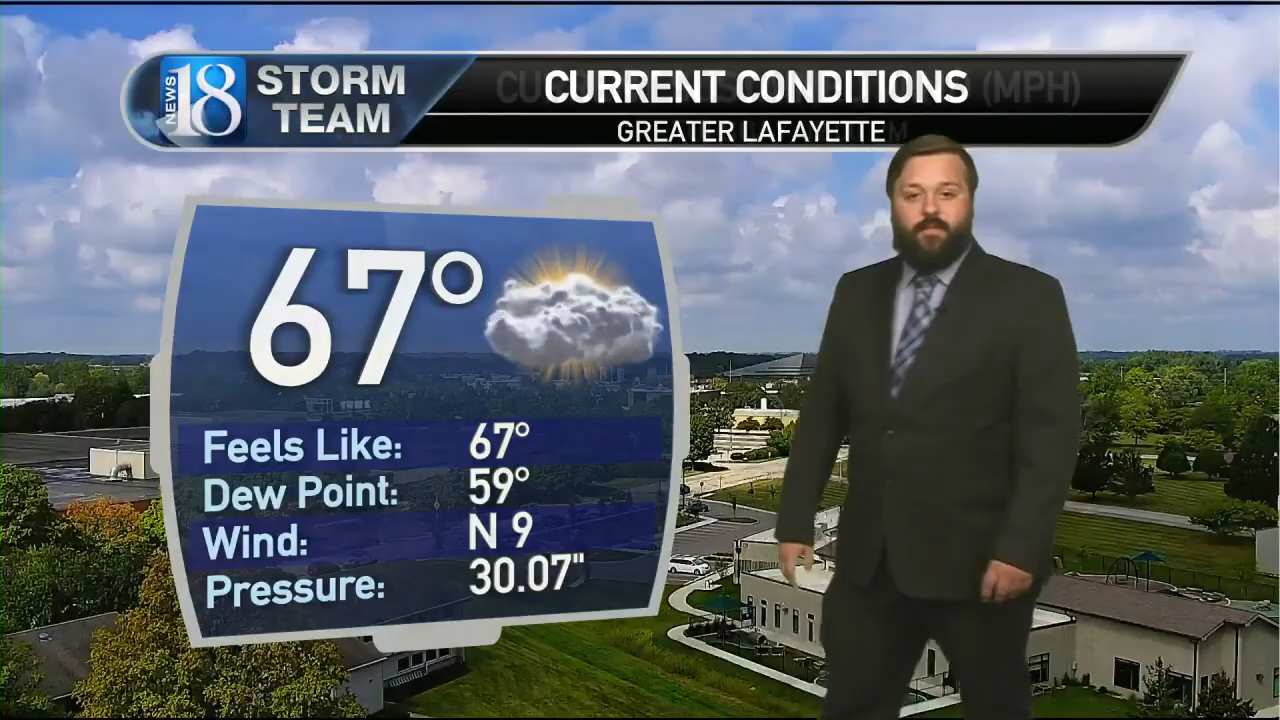 NEWS 18
STORM
TEAM
CURRENT CONDITIONS
(MPH)
GREATER LAFAYETTE
67°
Feels Like: 67°
Dew Point: 59°
Wind: N 9
Pressure: 30.07"